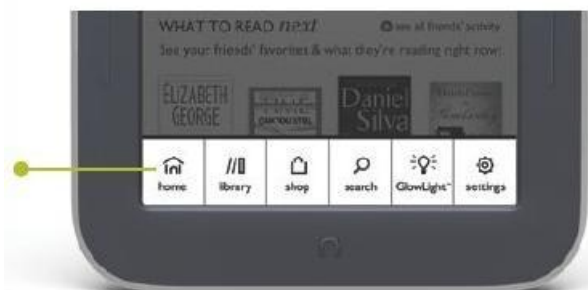 WHAT TO READ next
see all friends' activity
See your friends' favorites & what they're reading right now!
ELIZABETH
GEORGE
Daniel
Silva
home
library
shop
search
GlowLight™
settings